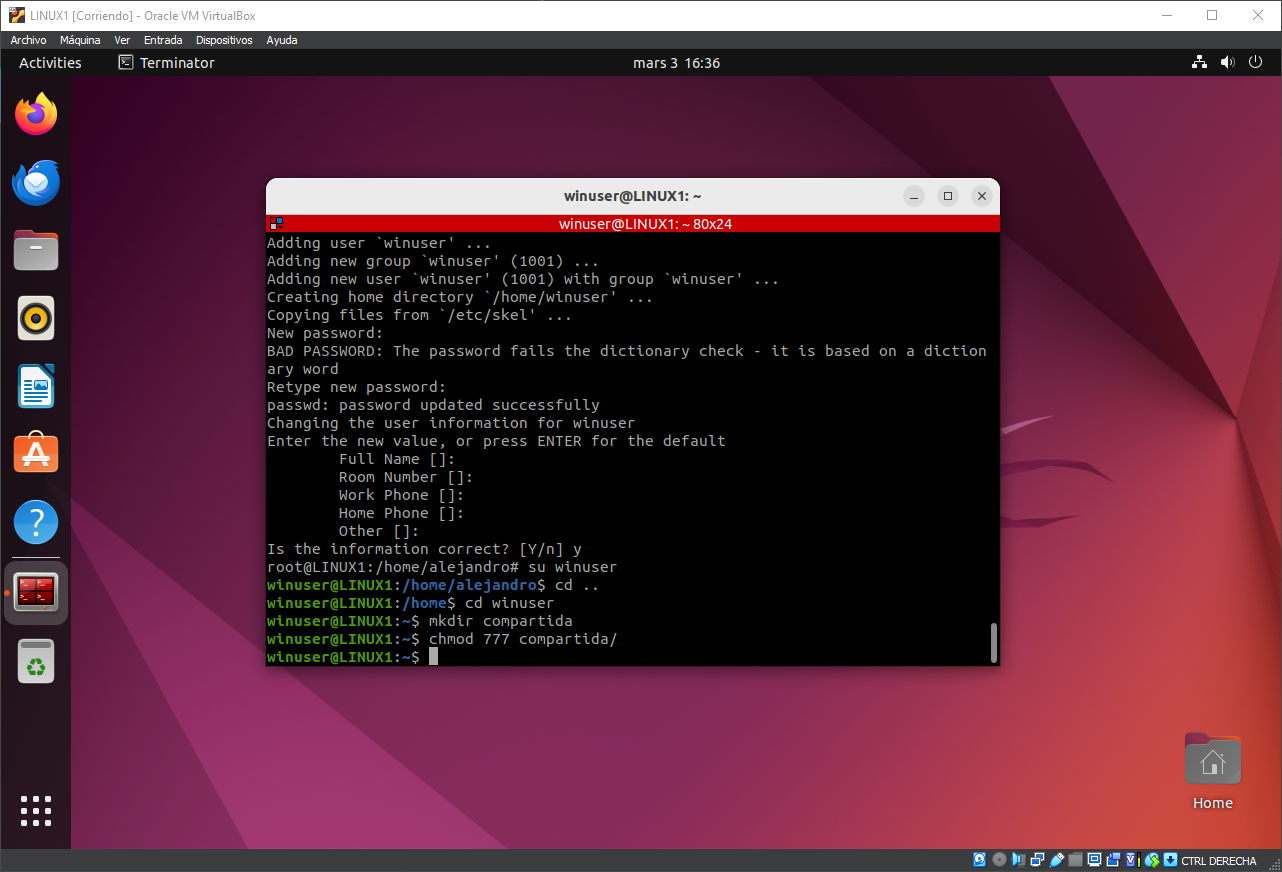 LINUX1 [Corriendo] - Oracle VM VirtualBox
Archivo Máquina Ver Entrada Dispositivos Ayuda
Activities Terminator mars 3 16:36
winuser@LINUX1: ~
winuser@LINUX1: ~ 80x24
Adding user `winuser' ...
Adding new group `winuser' (1001) ...
Adding new user `winuser' (1001) with group `winuser' ...
Creating home directory `/home/winuser' ...
Copying files from `/etc/skel' ...
New password:
BAD PASSWORD: The password fails the dictionary check - it is based on a diction
ary word
Retype new password:
passwd: password updated successfully
Changing the user information for winuser
Enter the new value, or press ENTER for the default
Full Name []:
Room Number []:
Work Phone []:
Home Phone []:
Other []:
Is the information correct? [Y/n] y
root@LINUX1:/home/alejandro# su winuser
winuser@LINUX1:/home/alejandro$ cd ..
winuser@LINUX1:/home$ cd winuser
winuser@LINUX1:~$ mkdir compartida
winuser@LINUX1:~$ chmod 777 compartida/
winuser@LINUX1:~$
Home
CTRL DERECHA